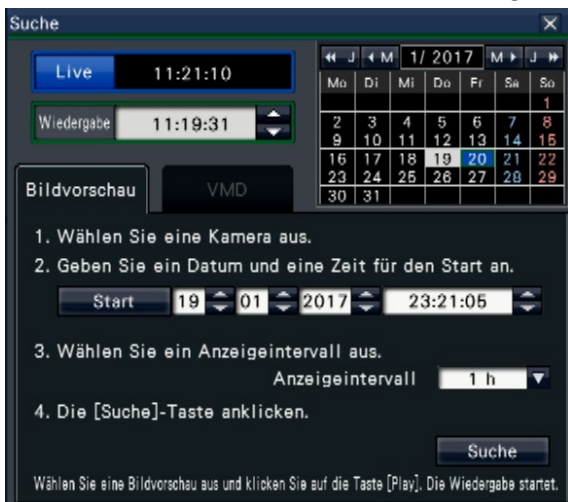 Suche
Live 11:21:10
Wiedergabe 11:19:31
J M 1/ 2017 M J
Mo Di Mi Do Fr Sa So
1
2 3 4 5 6 7 8
9 10 11 12 13 14 15
16 17 18 19 20 21 22
23 24 25 26 27 28 29
30 31
Bildvorschau VMD
1. Wählen Sie eine Kamera aus.
2. Geben Sie ein Datum und eine Zeit für den Start an.
Start 19 01 2017 23:21:05
3. Wählen Sie ein Anzeigeintervall aus.
Anzeigeintervall 1 h
4. Die [Suche]-Taste anklicken.
Suche
Wählen Sie eine Bildvorschau aus und klicken Sie auf die Taste [Play]. Die Wiedergabe startet.